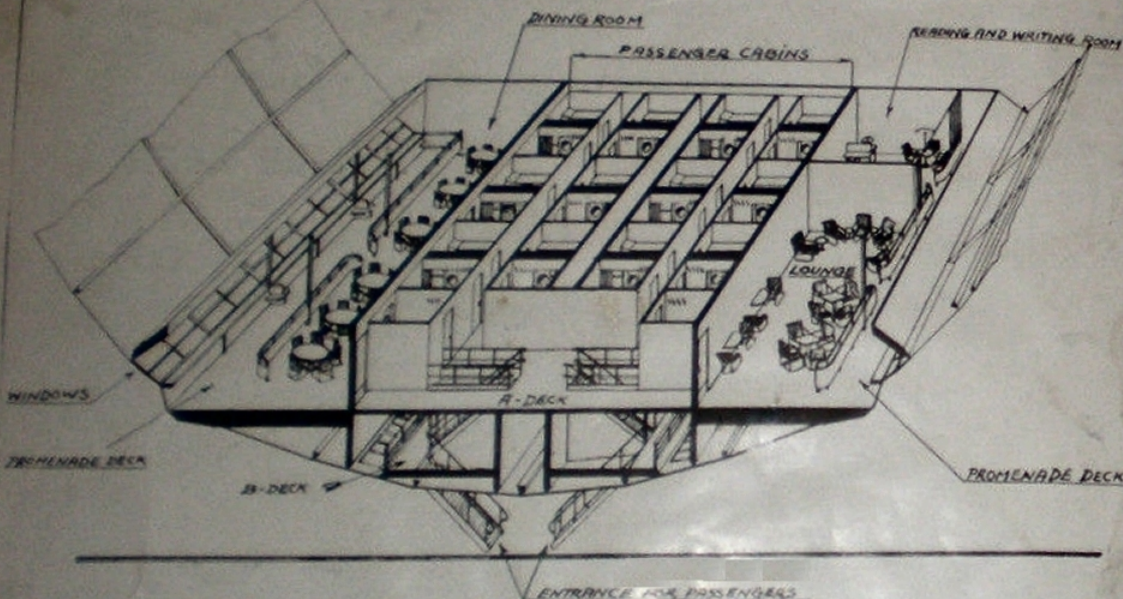 DINING ROOM
PASSENGER CABINS
READING AND WRITING ROOM
LOUNGE
WINDOWS
A-DECK
PROMENADE DECK
B-DECK
PROMENADE DECK
ENTRANCE FOR PASSENGERS